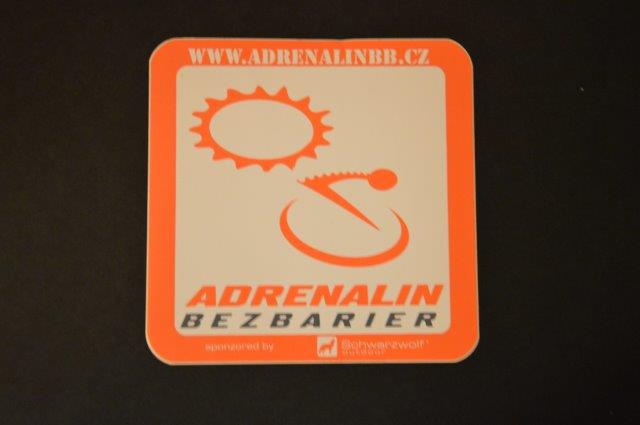 WWW.ADRENALINBB.CZ
ADRENALIN
BEZBARIER
sponzored by Schwarzwolf
outdoor